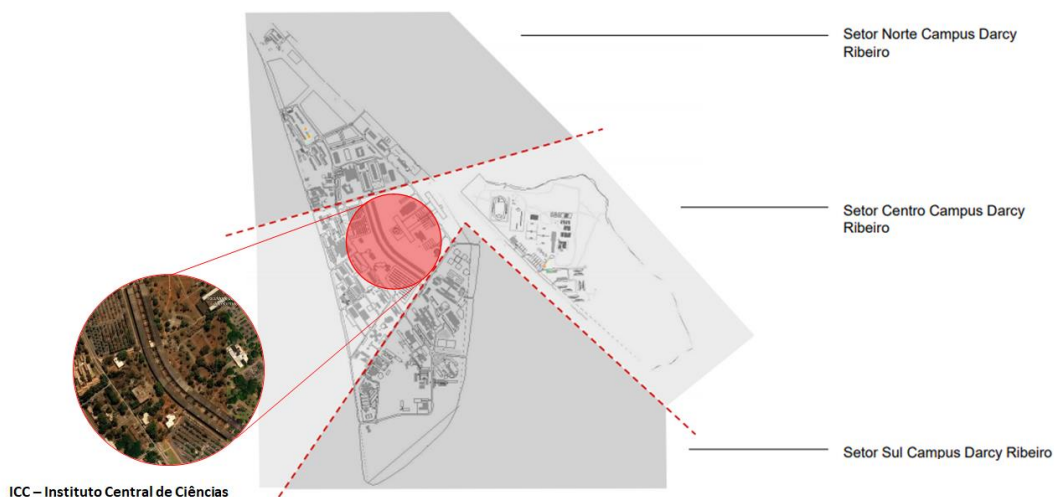 Setor Norte Campus Darcy
Ribeiro
Setor Centro Campus Darcy
Ribeiro
Setor Sul Campus Darcy Ribeiro
ICC – Instituto Central de Ciências